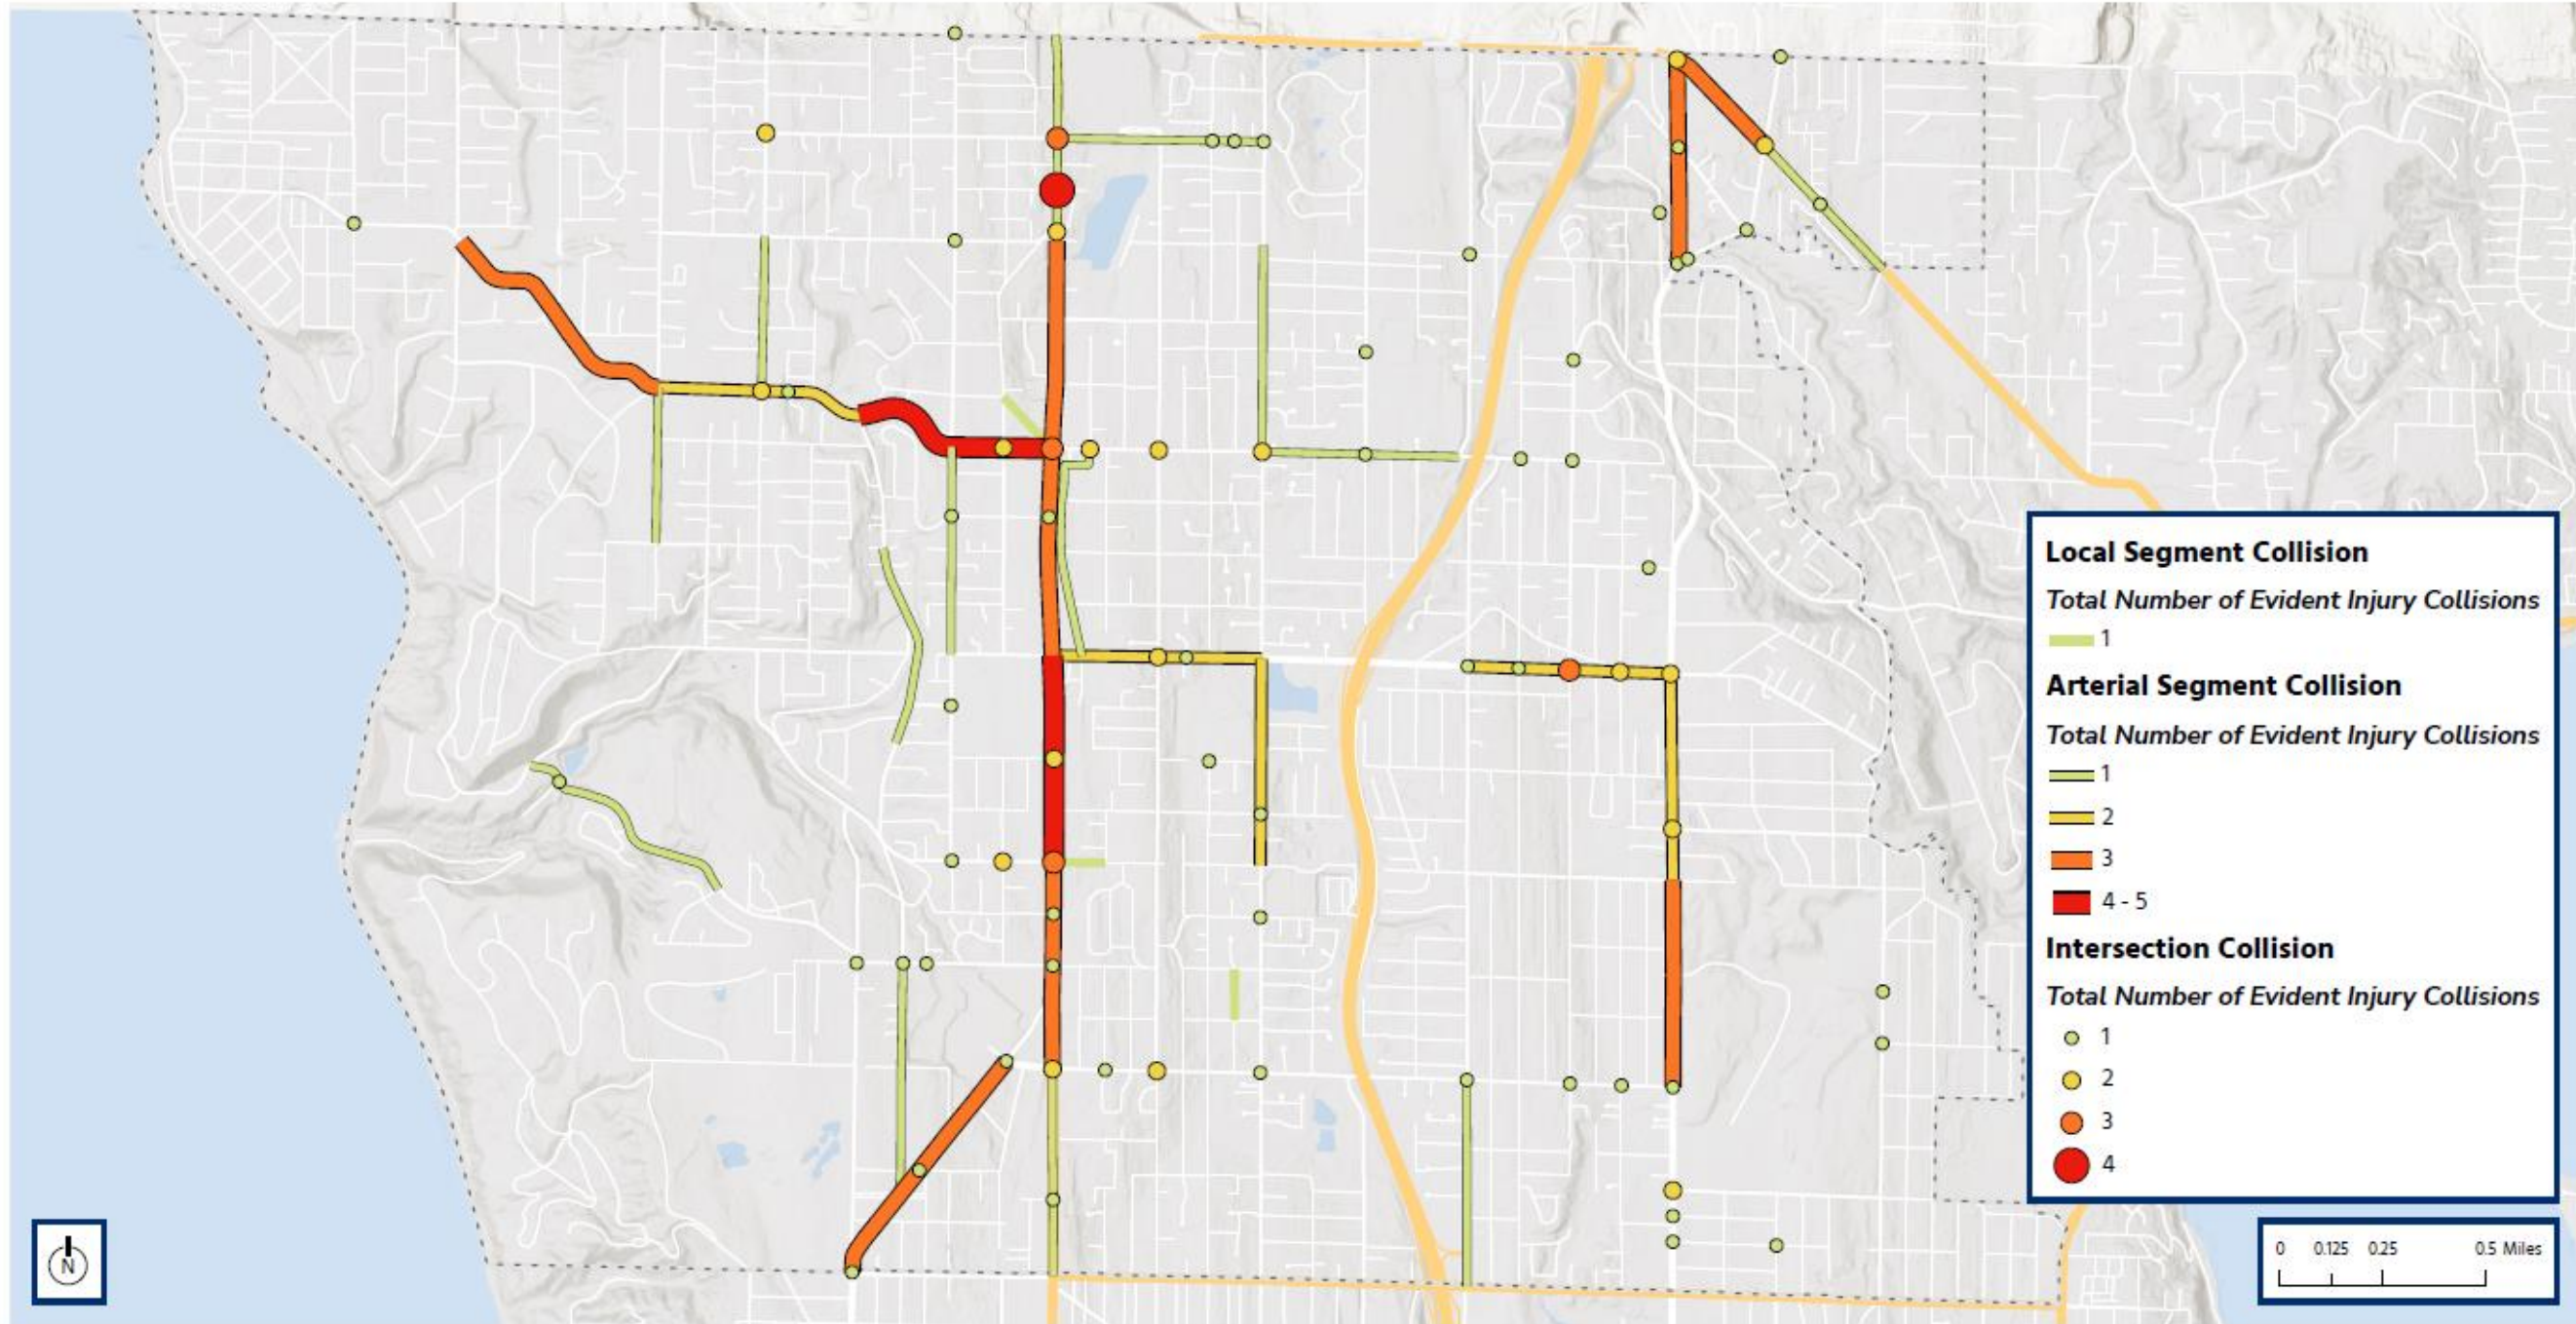 Local Segment Collision
Total Number of Evident Injury Collisions
1
Arterial Segment Collision
Total Number of Evident Injury Collisions
1
2
3
4 - 5
Intersection Collision
Total Number of Evident Injury Collisions
1
2
3
4
N
0 0.125 0.25 0.5 Miles